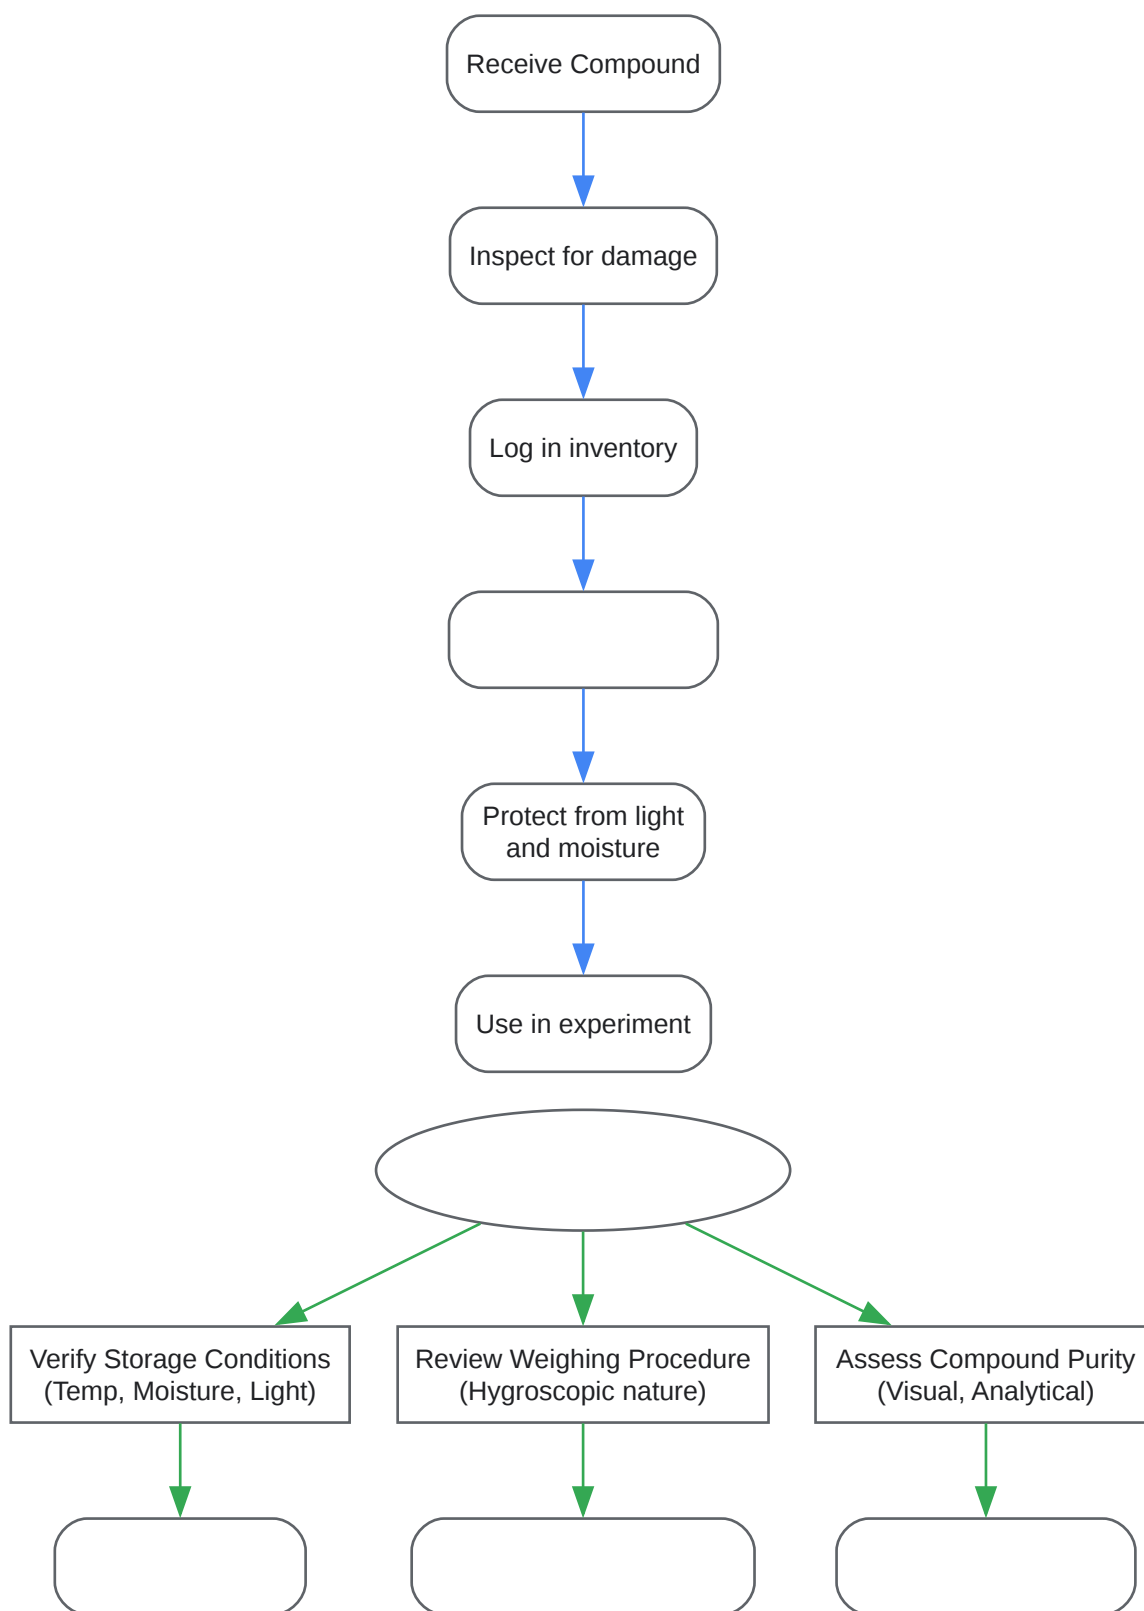 Receive Compound
Inspect for damage
Log in inventory
Protect from light
and moisture
Use in experiment
Verify Storage Conditions
(Temp, Moisture, Light)
Review Weighing Procedure
(Hygroscopic nature)
Assess Compound Purity
(Visual, Analytical)